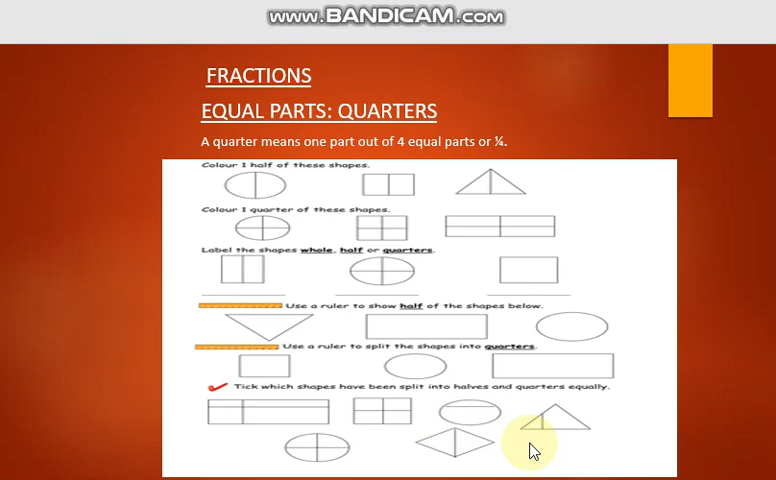 www.BANDICAM.com
FRACTIONS
EQUAL PARTS: QUARTERS
A quarter means one part out of 4 equal parts or ¼.
Colour 1 half of these shapes.
Colour 1 quarter of these shapes.
Label the shapes whole, half or quarters.
Use a ruler to show half of the shapes below.
Use a ruler to split the shapes into quarters.
Tick which shapes have been split into halves and quarters equally.